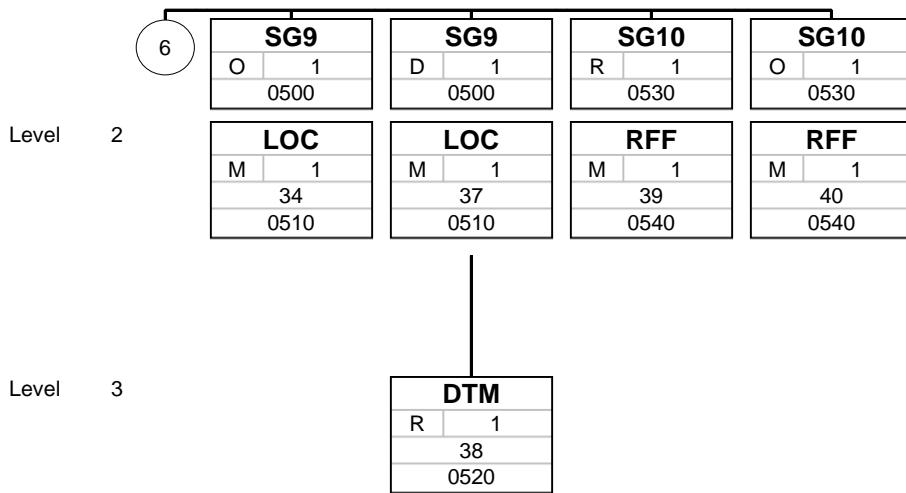 6
SG9 SG9 SG10 SG10
O 1 D 1 R 1 O 1
0500 0500 0530 0530
Level 2 LOC LOC RFF RFF
M 1 M 1 M 1 M 1
34 37 39 40
0510 0510 0540 0540
Level 3 DTM
R 1
38
0520